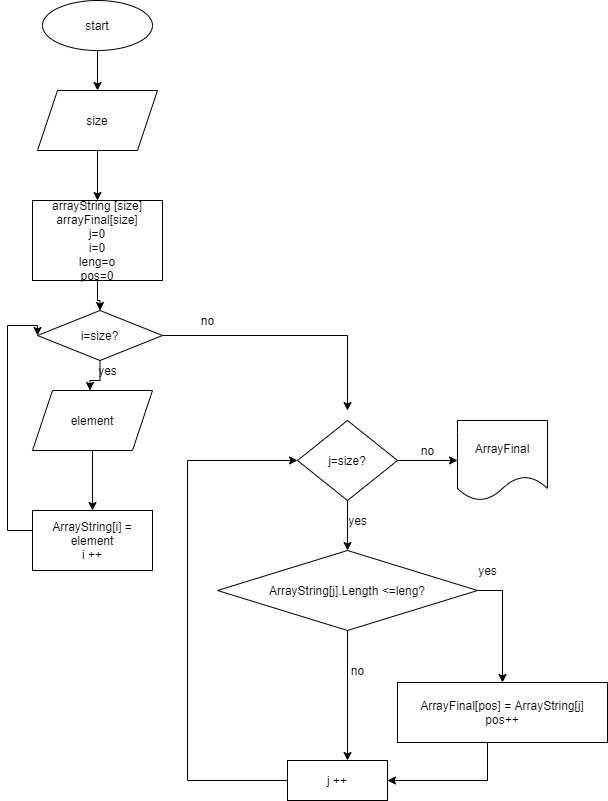 start
size
arrayString [size]
arrayFinal[size]
j=0
i=0
leng=o
pos=0
i=size?
no
yes
element
ArrayString[i] =
element
i ++
j=size?
no
ArrayFinal
yes
ArrayString[j].Length <=leng?
yes
no
ArrayFinal[pos] = ArrayString[j]
pos++
j ++